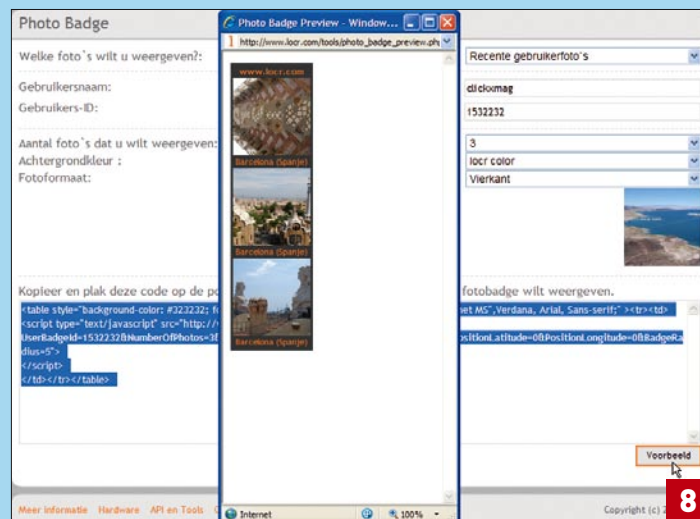 Photo Badge
Welke foto`s wilt u weergeven?:
Recente gebruikerfoto`s
Gebruikersnaam:
clickxmag
Gebruikers-ID:
1532232
Aantal foto`s dat u wilt weergeven:
3
Achtergrondkleur :
locr color
Fotoformaat:
Vierkant
Photo Badge Preview - Window...
http://www.locr.com/tools/photo_badge_preview.ph
www.locr.com
Barcelona (Spanje)
Barcelona (Spanje)
Barcelona (Spanje)
Internet
100%
Kopieer en plak deze code op de
fotobadge wilt weergeven.
<table style="background-color: #323232;
MS",Verdana, Arial, Sans-serif;" ><tr><td>
<script type="text/javascript" src="http://
UserBadgeId=1532232&NumberOfPhotos=3
PositionLongitude=0&BadgeRa
dius=5">
</script>
</td></tr></table>
Voorbeeld
Meer informatie Hardware API en Tools
Copyright (c)
8